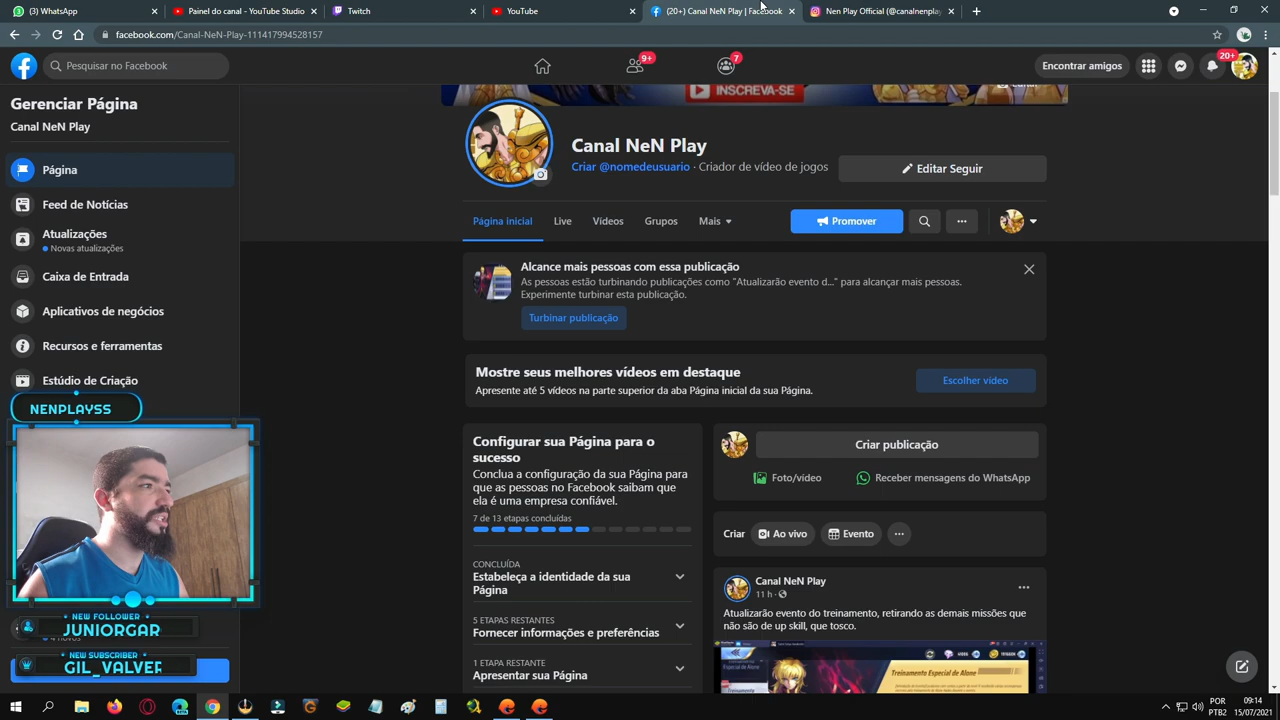 (3) WhatsApp
Painel do canal - YouTube Studio
Twitch
YouTube
(20+) Canal NeN Play | Facebook
Nen Play Official (@canalnenplay
facebook.com/Canal-NeN-Play-111417994528157
Pesquisar no Facebook
9+
7
Encontrar amigos
20+
Gerenciar Página
Canal NeN Play
Página
Feed de Notícias
Atualizações
Novas atualizações
Caixa de Entrada
Aplicativos de negócios
Recursos e ferramentas
Estúdio de Criação
NENPLAYSS
NEW FOLLOWER
JUNIORGAR
NEW SUBSCRIBER
GIL_VALVER
INSCREVA-SE
Canal NeN Play
Criar @nomedeusuario · Criador de vídeo de jogos
Editar Seguir
Página inicial
Live
Vídeos
Grupos
Mais
Promover
Alcance mais pessoas com essa publicação
As pessoas estão turbinando publicações como "Atualizarão evento d..." para alcançar mais pessoas.
Experimente turbinar esta publicação.
Turbinar publicação
Mostre seus melhores vídeos em destaque
Apresente até 5 vídeos na parte superior da aba Página inicial da sua Página.
Escolher vídeo
Configurar sua Página para o
sucesso
Conclua a configuração da sua Página para
que as pessoas no Facebook saibam que
ela é uma empresa confiável.
7 de 13 etapas concluídas
CONCLUÍDA
Estabeleça a identidade da sua
Página
5 ETAPAS RESTANTES
Fornecer informações e preferências
1 ETAPA RESTANTE
Apresentar sua Página
Criar publicação
Foto/vídeo
Receber mensagens do WhatsApp
Criar
Ao vivo
Evento
Canal NeN Play
11 h
Atualizarão evento do trenamento, retirando as demais missões que
não são de up skill, que tosco.
Treinamento Especial de Alone
Treinamento
POR
PTB2
09:14
15/07/2021